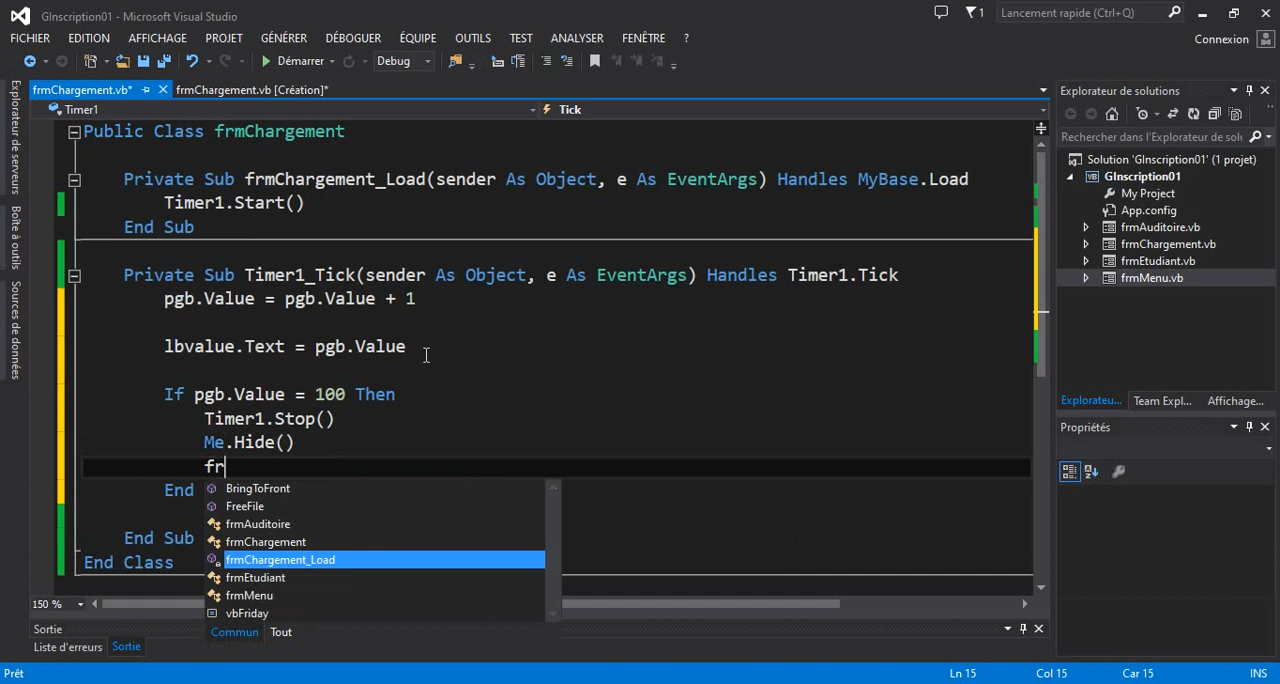 GInscription01 - Microsoft Visual Studio
1
Lancement rapide (Ctrl+Q)
FICHIER EDITION AFFICHAGE PROJET GÉNÉRER DÉBOGUER ÉQUIPE OUTILS TEST ANALYSER FENÊTRE ?
Connexion
Démarrer Debug
Explorateur de serveurs
Boîte à outils
Sources de données
frmChargement.vb* frmChargement.vb [Création]*
Timer1 Tick
Public Class frmChargement
Private Sub frmChargement_Load(sender As Object, e As EventArgs) Handles MyBase.Load
Timer1.Start()
End Sub
Private Sub Timer1_Tick(sender As Object, e As EventArgs) Handles Timer1.Tick
pgb.Value = pgb.Value + 1
lbvalue.Text = pgb.Value
If pgb.Value = 100 Then
Timer1.Stop()
Me.Hide()
fr
End
BringToFront
FreeFile
frmAuditoire
frmChargement
frmChargement_Load
frmEtudiant
frmMenu
vbFriday
Commun Tout
End Sub
End Class
150 %
Sortie
Liste d'erreurs Sortie
Explorateur de solutions
Rechercher dans l'Explorateur de solu
Solution 'GInscription01' (1 projet)
GInscription01
My Project
App.config
frmAuditoire.vb
frmChargement.vb
frmEtudiant.vb
frmMenu.vb
Explorateu... Team Expl... Affichage...
Propriétés
Prêt Ln 15 Col 15 Car 15 INS